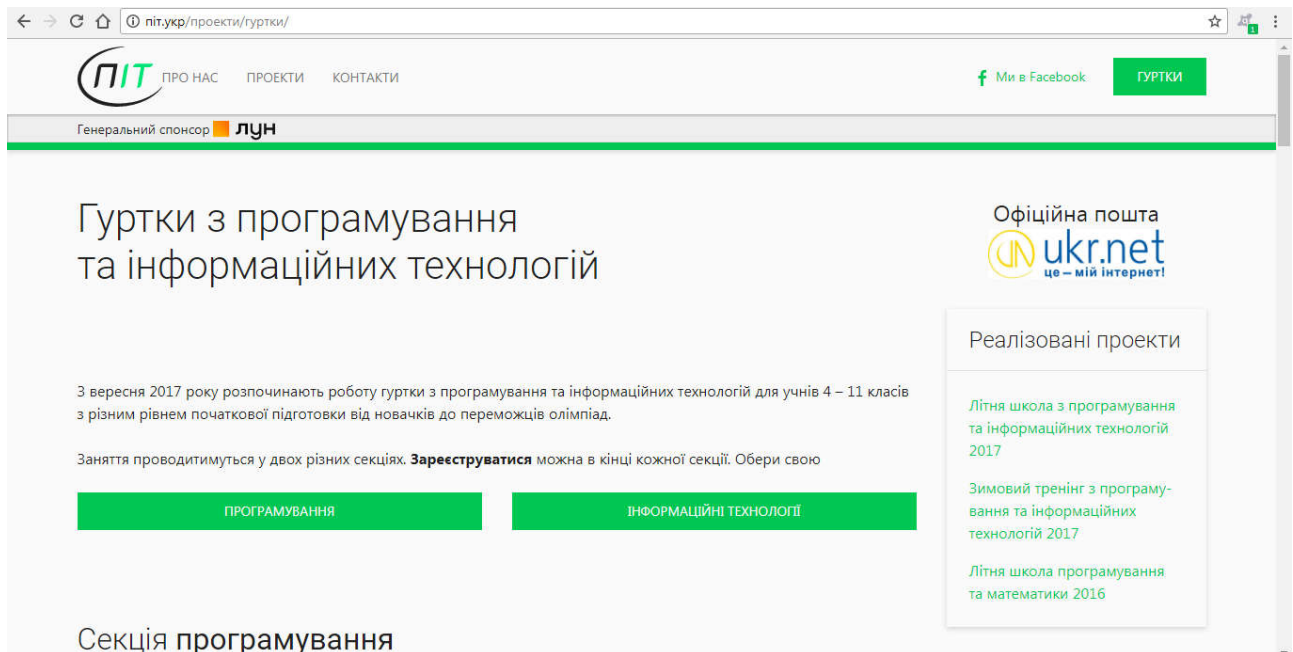 піт.укр/проекти/гуртки/
1
ПІТ
ПРО НАС
ПРОЕКТИ
КОНТАКТИ
Ми в Facebook
ГУРТКИ
Генеральний спонсор ЛУН
Гуртки з програмування
та інформаційних технологій
З вересня 2017 року розпочинають роботу гуртки з програмування та інформаційних технологій для учнів 4 – 11 класів
з різним рівнем початкової підготовки від новачків до переможців олімпіад.
Заняття проводитимуться у двох різних секціях. Зареєструватися можна в кінці кожної секції. Обери свою
ПРОГРАМУВАННЯ
ІНФОРМАЦІЙНІ ТЕХНОЛОГІЇ
Секція програмування
Офіційна пошта
UN ukr.net
це – мій інтернет!
Реалізовані проекти
Літня школа з програмування
та інформаційних технологій
2017
Зимовий тренінг з програму-
вання та інформаційних
технологій 2017
Літня школа програмування
та математики 2016